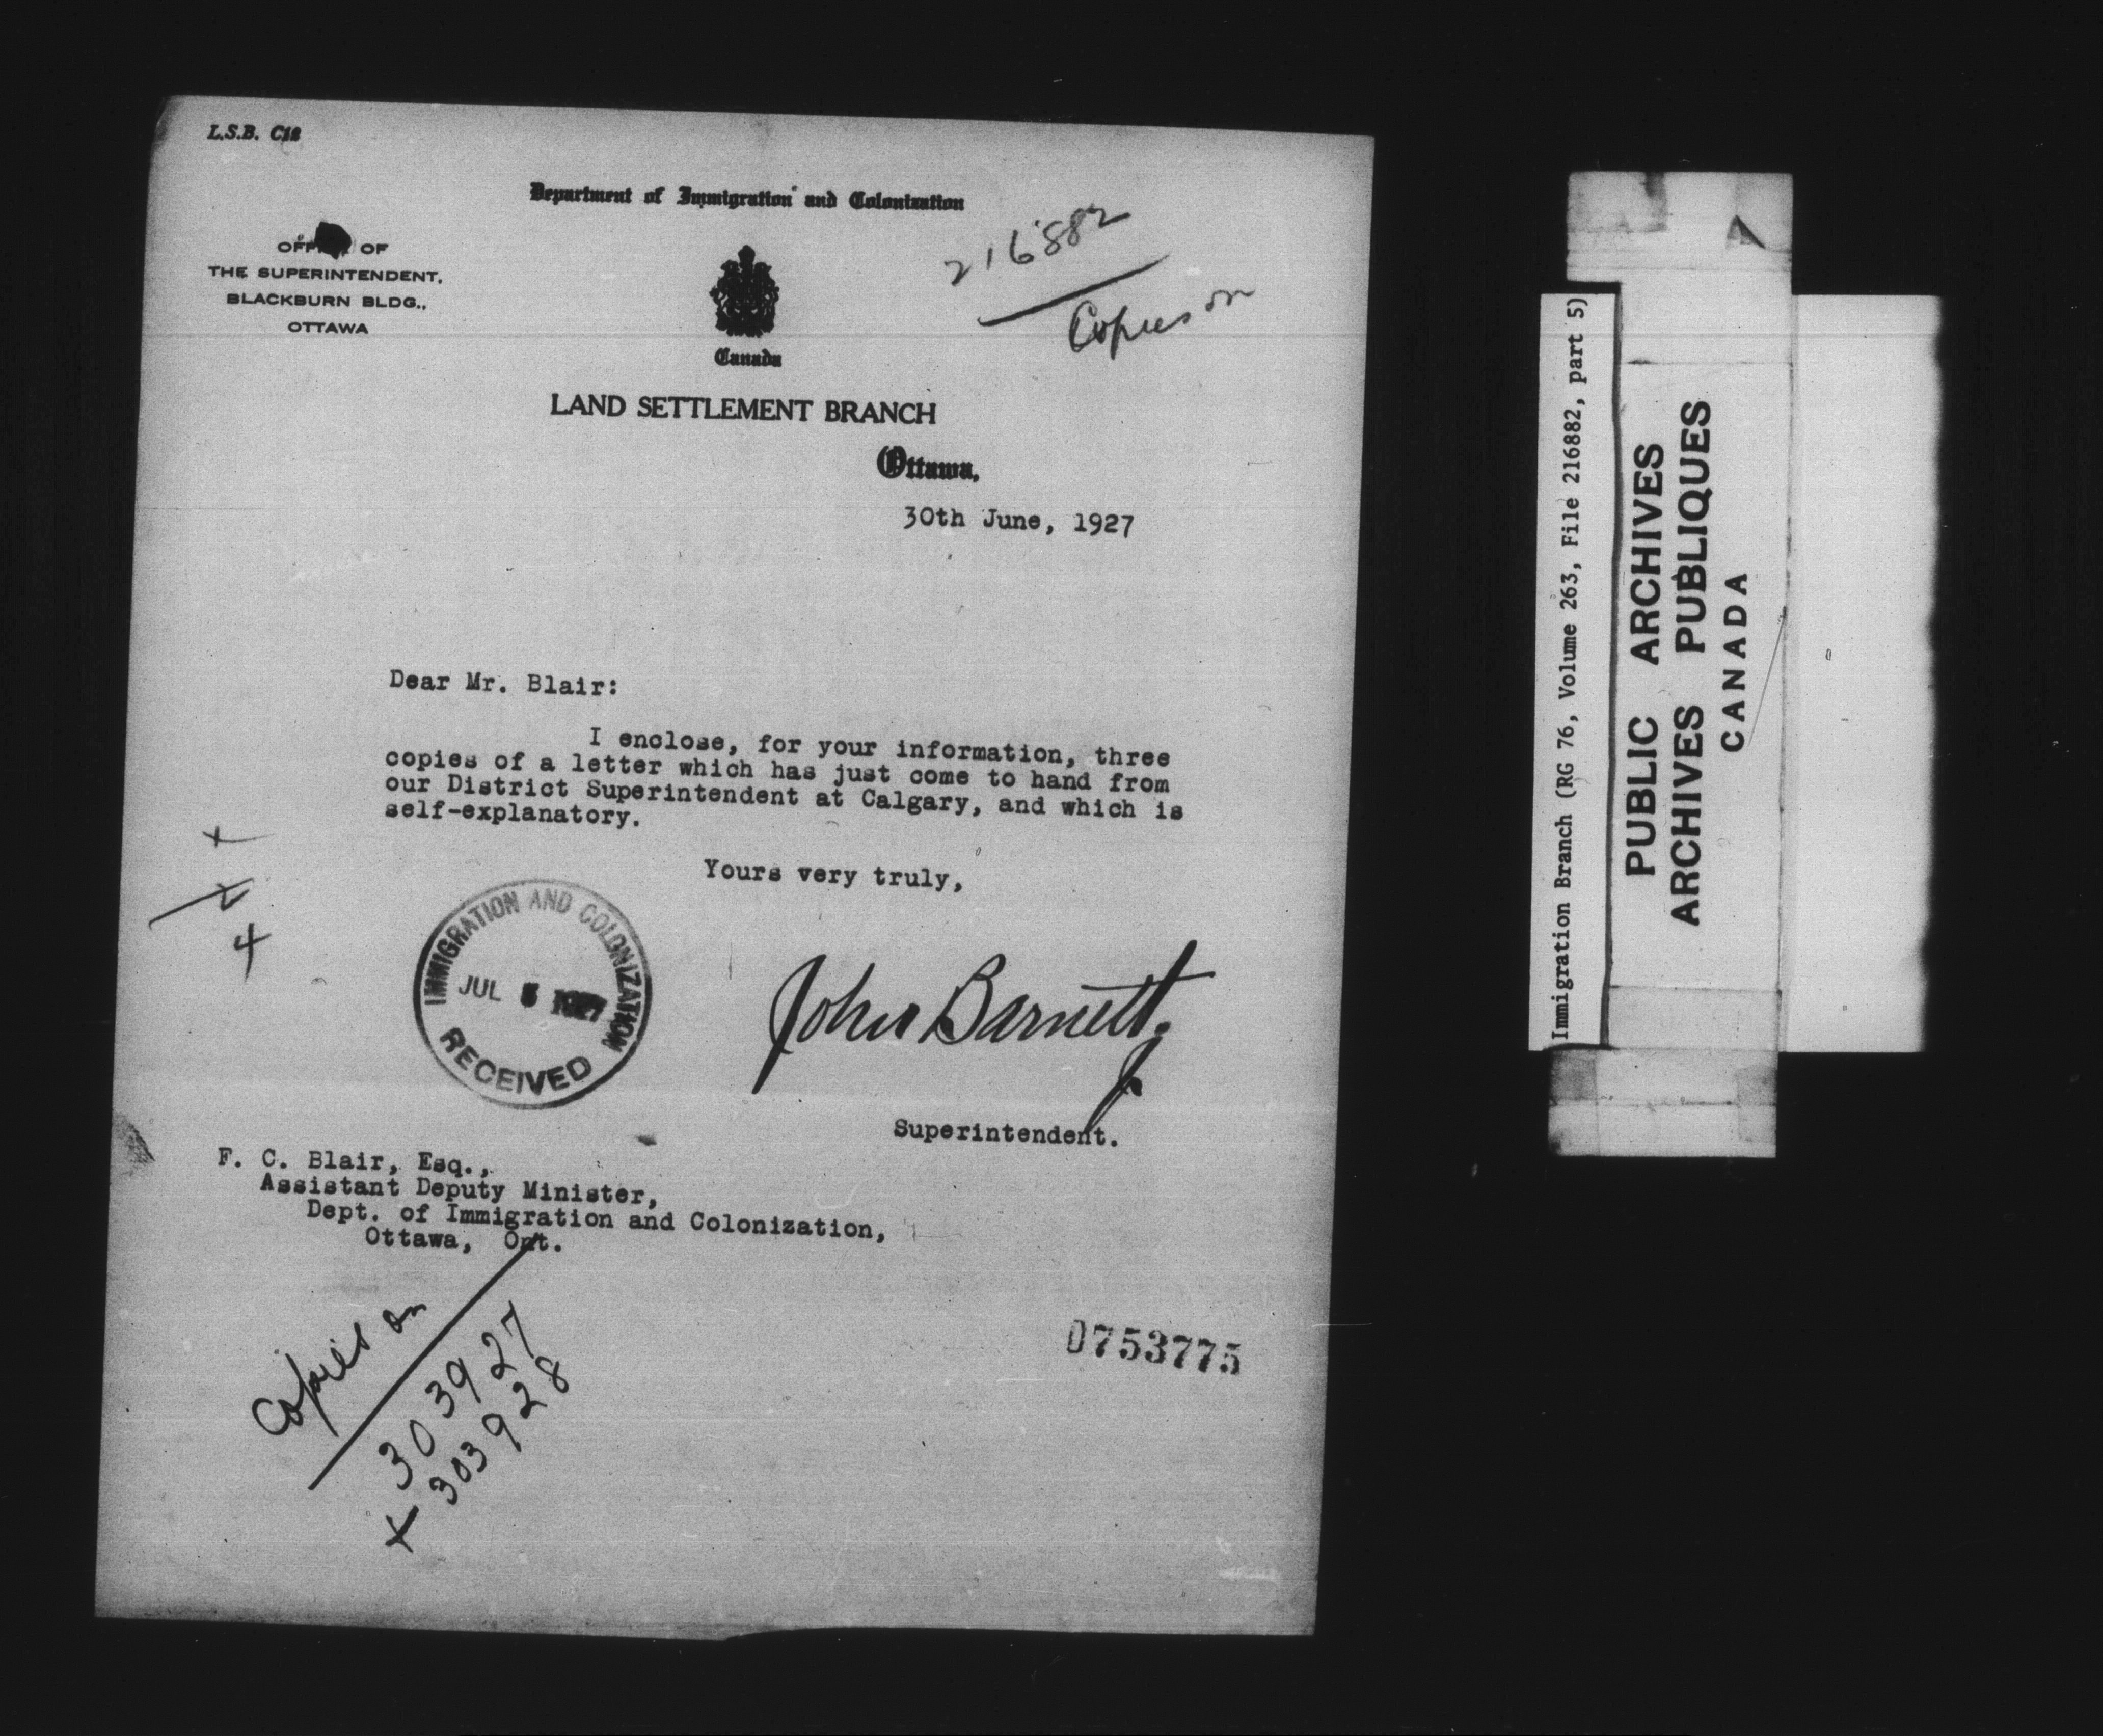 L.S.B. C12
Department of Immigration and Colonization
OFFICE OF
THE SUPERINTENDENT,
BLACKBURN BLDG.,
OTTAWA
Canada
216882
Copies on
LAND SETTLEMENT BRANCH
Ottawa,
30th June, 1927
Dear Mr. Blair:
I enclose, for your information, three
copies of a letter which has just come to hand from
our District Superintendent at Calgary, and which is
self-explanatory.
Yours very truly,
4
IMMIGRATION AND COLONIZATION
JUL 5 1927
RECEIVED
John Barnett
Superintendent.
F. C. Blair, Esq.,
Assistant Deputy Minister,
Dept. of Immigration and Colonization,
Ottawa, Ont.
Copies on
303927
+ 303928
0753775
Immigration Branch (RG 76, Volume 263, File 216882, part 5)
PUBLIC ARCHIVES
ARCHIVES PUBLIQUES
CANADA